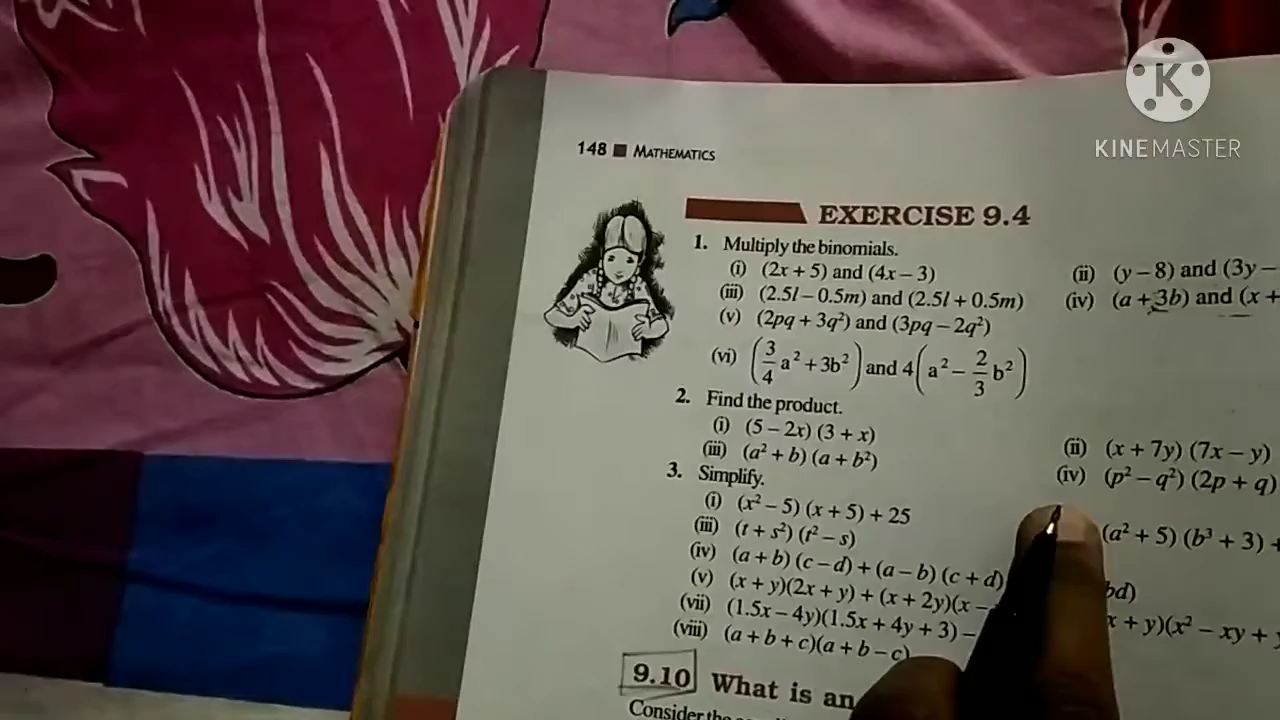 K
KINEMASTER
148 ■ MATHEMATICS
EXERCISE 9.4
1. Multiply the binomials.
(i) (2x + 5) and (4x – 3) (ii) (y – 8) and (3y –
(iii) (2.5l – 0.5m) and (2.5l + 0.5m) (iv) (a + 3b) and (x +
(v) (2pq + 3q²) and (3pq – 2q²)
(vi) (3/4 a² + 3b²) and 4(a² – 2/3 b²)
2. Find the product.
(i) (5 – 2x) (3 + x) (ii) (x + 7y) (7x – y)
(iii) (a² + b) (a + b²) (iv) (p² – q²) (2p + q)
3. Simplify.
(i) (x² – 5) (x + 5) + 25 (a² + 5) (b³ + 3) +
(iii) (t + s²) (t² – s)
(iv) (a + b) (c – d) + (a – b) (c + d) bd)
(v) (x + y)(2x + y) + (x + 2y)(x – x + y)(x² – xy +
(vii) (1.5x – 4y)(1.5x + 4y + 3) –
(viii) (a + b + c)(a + b – c)
9.10 What is an
Consider the